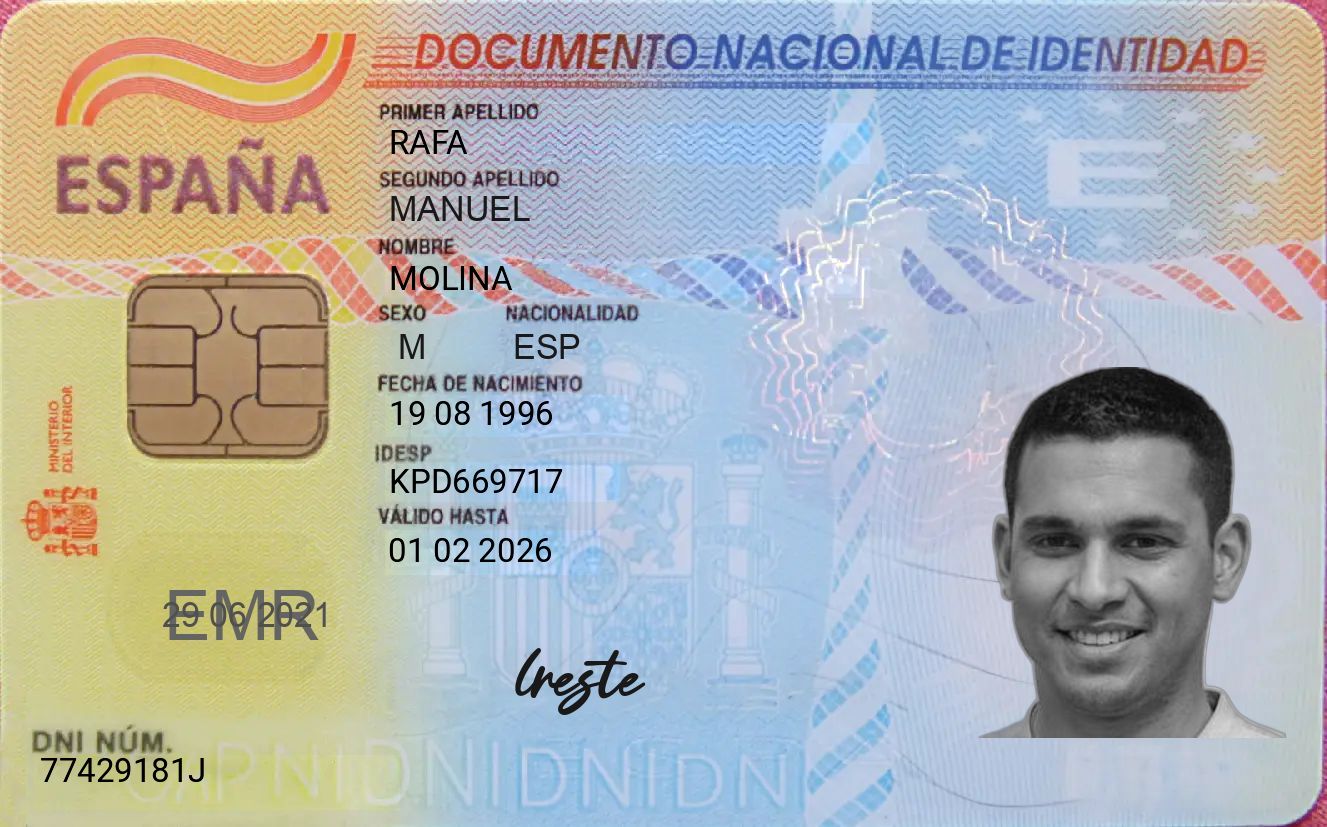 DOCUMENTO NACIONAL DE IDENTIDAD
ESPAÑA
PRIMER APELLIDO
RAFA
SEGUNDO APELLIDO
MANUEL
NOMBRE
MOLINA
SEXO NACIONALIDAD
M ESP
FECHA DE NACIMIENTO
19 08 1996
IDESP
KPD669717
VÁLIDO HASTA
01 02 2026
MINISTERIO
DEL INTERIOR
E
EMR
29 06 2021
lreste
DNI NÚM.
77429181J
DNIDNIDNIDNI